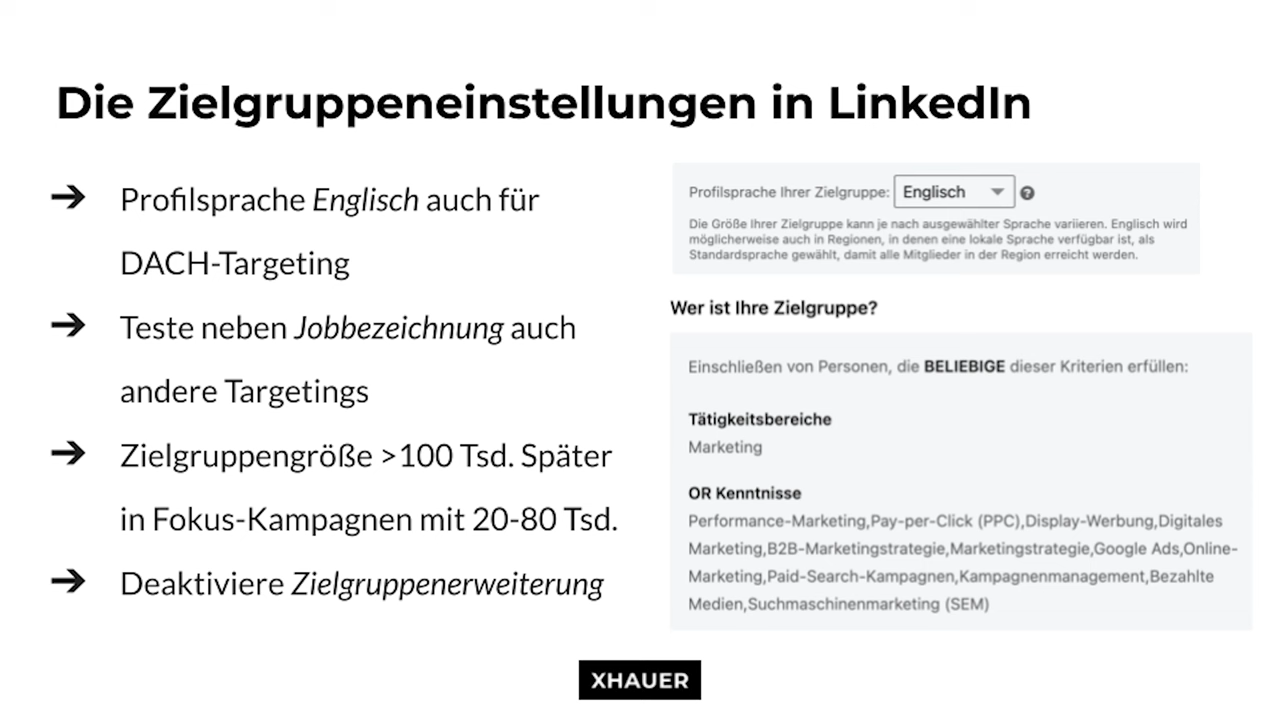 Die Zielgruppeneinstellungen in LinkedIn
➔ Profilsprache Englisch auch für
DACH-Targeting
➔ Teste neben Jobbezeichnung auch
andere Targetings
➔ Zielgruppengröße >100 Tsd. Später
in Fokus-Kampagnen mit 20-80 Tsd.
➔ Deaktiviere Zielgruppenerweiterung
Profilsprache Ihrer Zielgruppe: Englisch ?
Die Größe Ihrer Zielgruppe kann je nach ausgewählter Sprache variieren. Englisch wird
möglicherweise auch in Regionen, in denen eine lokale Sprache verfügbar ist, als
Standardsprache gewählt, damit alle Mitglieder in der Region erreicht werden.
Wer ist Ihre Zielgruppe?
Einschließen von Personen, die BELIEBIGE dieser Kriterien erfüllen:
Tätigkeitsbereiche
Marketing
OR Kenntnisse
Performance-Marketing,Pay-per-Click (PPC),Display-Werbung,Digitales
Marketing,B2B-Marketingstrategie,Marketingstrategie,Google Ads,Online-
Marketing,Paid-Search-Kampagnen,Kampagnenmanagement,Bezahlte
Medien,Suchmaschinenmarketing (SEM)
XHAUER